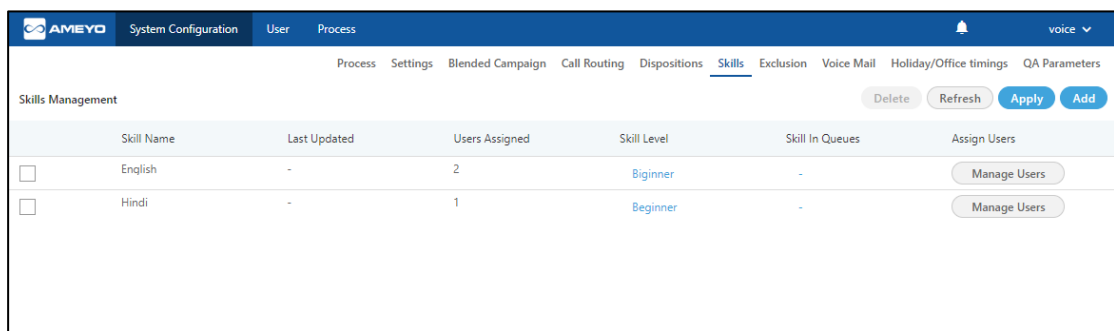 AMEYO System Configuration User Process voice
Process Settings Blended Campaign Call Routing Dispositions Skills Exclusion Voice Mail Holiday/Office timings QA Parameters
Skills Management Delete Refresh Apply Add
Skill Name Last Updated Users Assigned Skill Level Skill In Queues Assign Users
English - 2 Biginner - Manage Users
Hindi - 1 Beginner - Manage Users